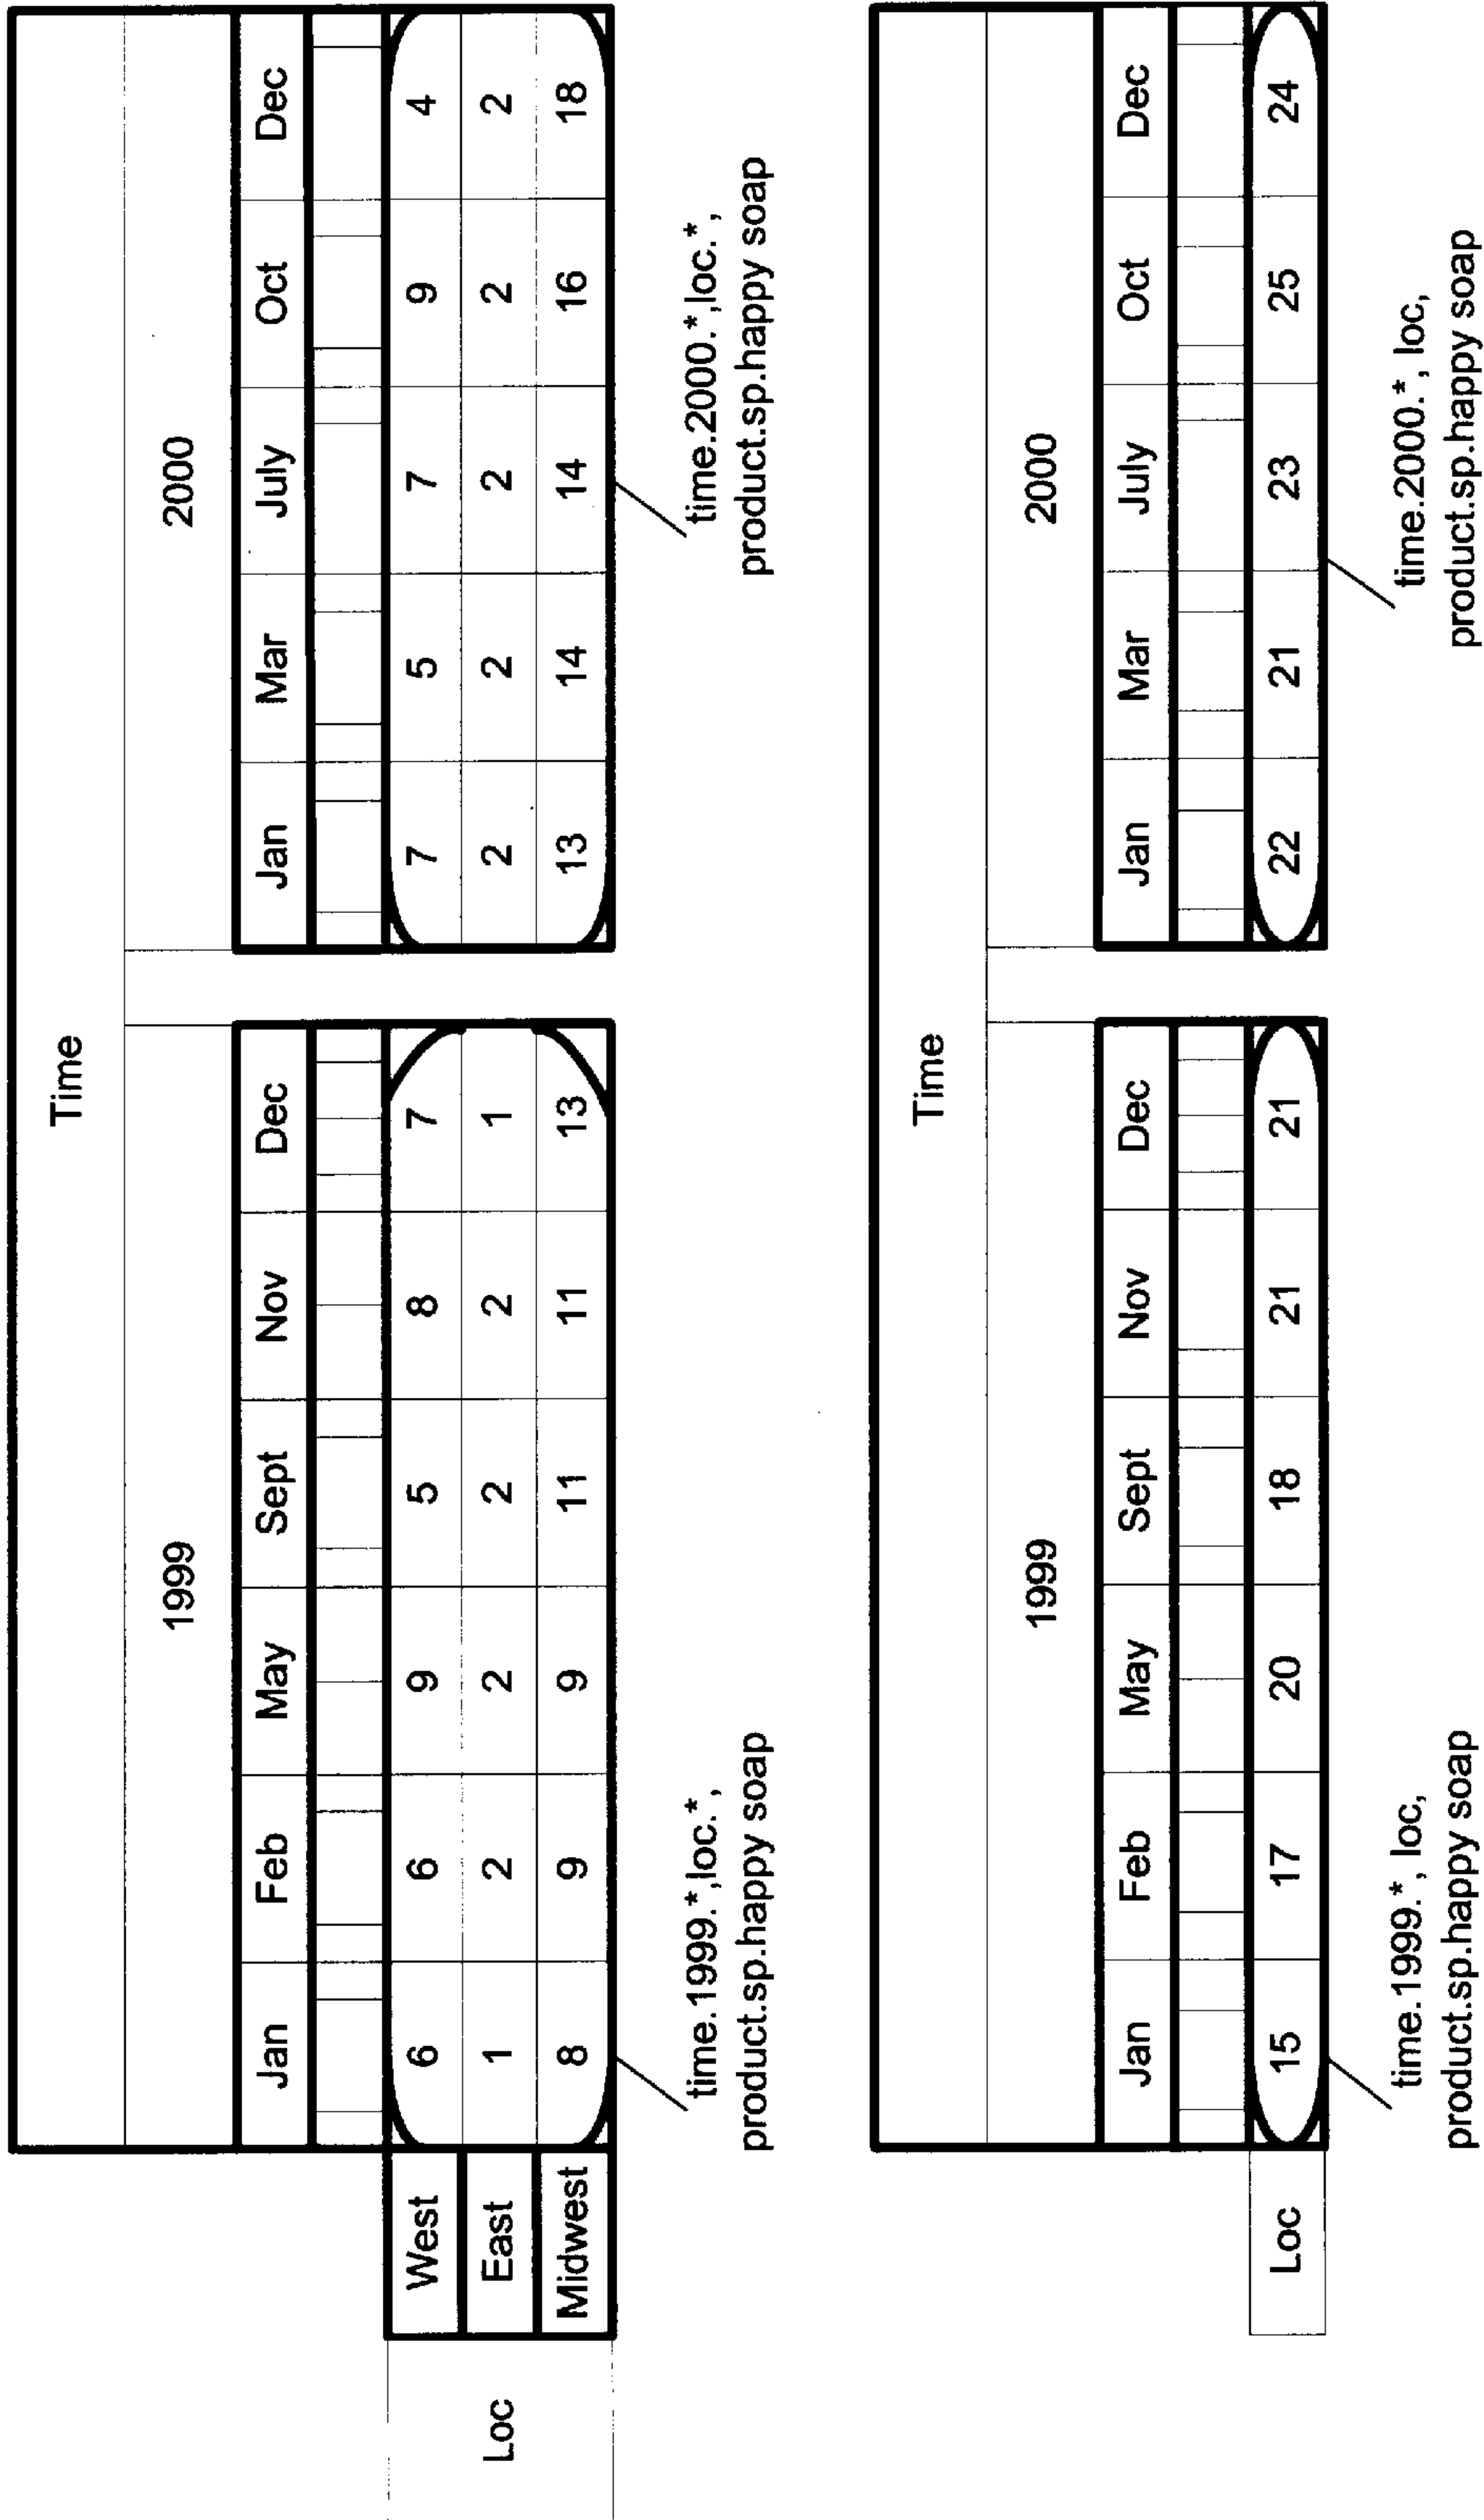 Time
1999 2000
Jan Feb May Sept Nov Dec Jan Mar July Oct Dec
Loc West 6 6 9 5 8 7 7 5 7 9 4
East 1 2 2 2 2 1 2 2 2 2 2
Midwest 8 9 9 11 11 13 13 14 14 16 18
time.1999.*,loc.*, time.2000.*,loc.*,
product.sp.happy soap product.sp.happy soap
Time
1999 2000
Jan Feb May Sept Nov Dec Jan Mar July Oct Dec
Loc 15 17 20 18 21 21 22 21 23 25 24
time.1999.*, loc, time.2000.*, loc,
product.sp.happy soap product.sp.happy soap